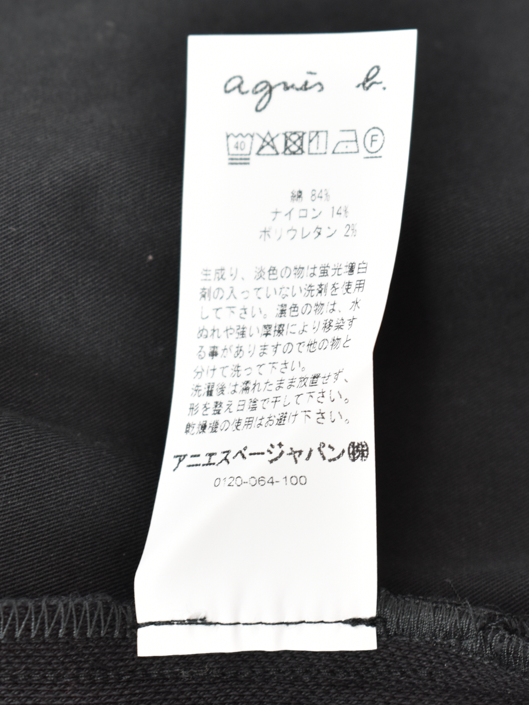 agnès b.
40 F
綿 84%
ナイロン 14%
ポリウレタン 2%
生成り、淡色の物は蛍光増白
剤の入っていない洗剤を使用
して下さい。濃色の物は、水
ぬれや強い摩擦により移染す
る事がありますので他の物と
分けて洗って下さい。
洗濯後は濡れたまま放置せず、
形を整え日陰で干して下さい。
乾燥機の使用はお避け下さい。
アニエスベージャパン㈱
0120-064-100